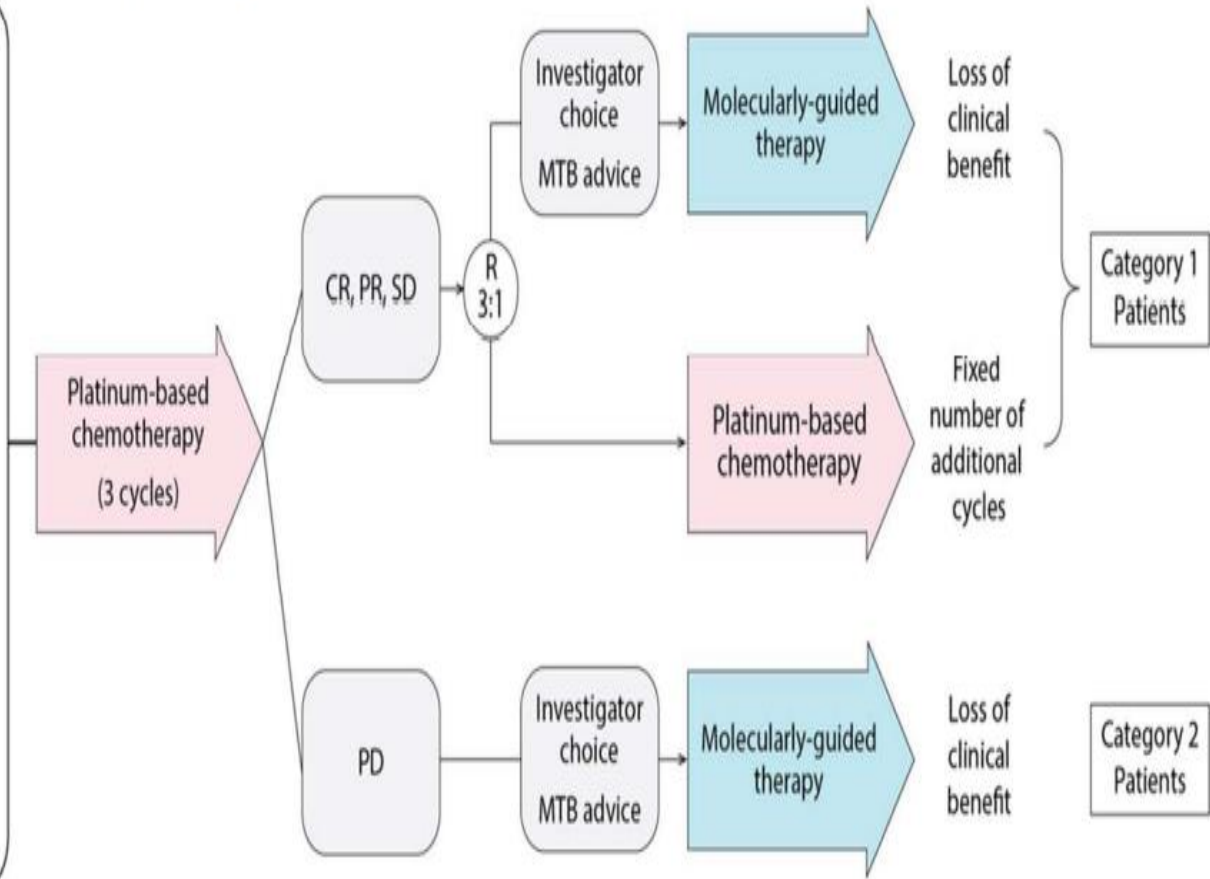 Platinum-based
chemotherapy
(3 cycles)
CR, PR, SD
R
3:1
Investigator
choice
MTB advice
Molecularly-guided
therapy
Loss of
clinical
benefit
Platinum-based
chemotherapy
Fixed
number of
additional
cycles
Category 1
Patients
PD
Investigator
choice
MTB advice
Molecularly-guided
therapy
Loss of
clinical
benefit
Category 2
Patients